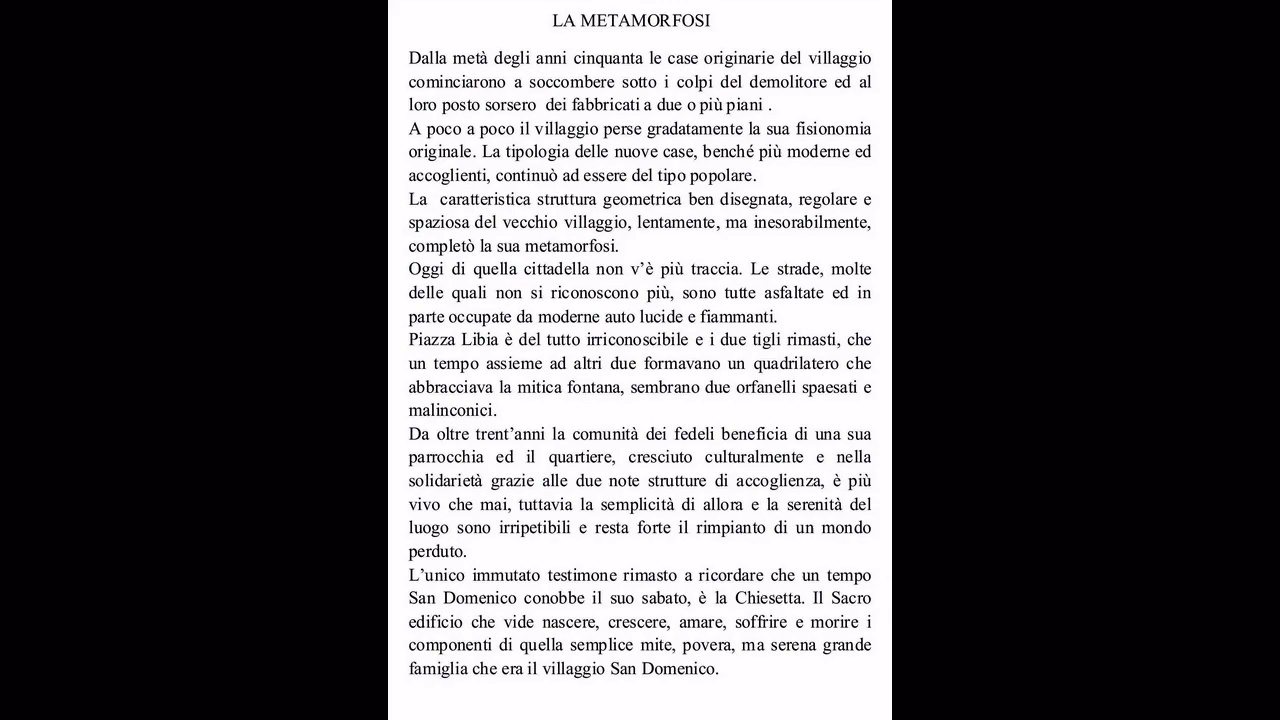 LA METAMORFOSI
Dalla metà degli anni cinquanta le case originarie del villaggio
cominciarono a soccombere sotto i colpi del demolitore ed al
loro posto sorsero dei fabbricati a due o più piani .
A poco a poco il villaggio perse gradatamente la sua fisionomia
originale. La tipologia delle nuove case, benché più moderne ed
accoglienti, continuò ad essere del tipo popolare.
La caratteristica struttura geometrica ben disegnata, regolare e
spaziosa del vecchio villaggio, lentamente, ma inesorabilmente,
completò la sua metamorfosi.
Oggi di quella cittadella non v’è più traccia. Le strade, molte
delle quali non si riconoscono più, sono tutte asfaltate ed in
parte occupate da moderne auto lucide e fiammanti.
Piazza Libia è del tutto irriconoscibile e i due tigli rimasti, che
un tempo assieme ad altri due formavano un quadrilatero che
abbracciava la mitica fontana, sembrano due orfanelli spaesati e
malinconici.
Da oltre trent’anni la comunità dei fedeli beneficia di una sua
parrocchia ed il quartiere, cresciuto culturalmente e nella
solidarietà grazie alle due note strutture di accoglienza, è più
vivo che mai, tuttavia la semplicità di allora e la serenità del
luogo sono irripetibili e resta forte il rimpianto di un mondo
perduto.
L’unico immutato testimone rimasto a ricordare che un tempo
San Domenico conobbe il suo sabato, è la Chiesetta. Il Sacro
edificio che vide nascere, crescere, amare, soffrire e morire i
componenti di quella semplice mite, povera, ma serena grande
famiglia che era il villaggio San Domenico.